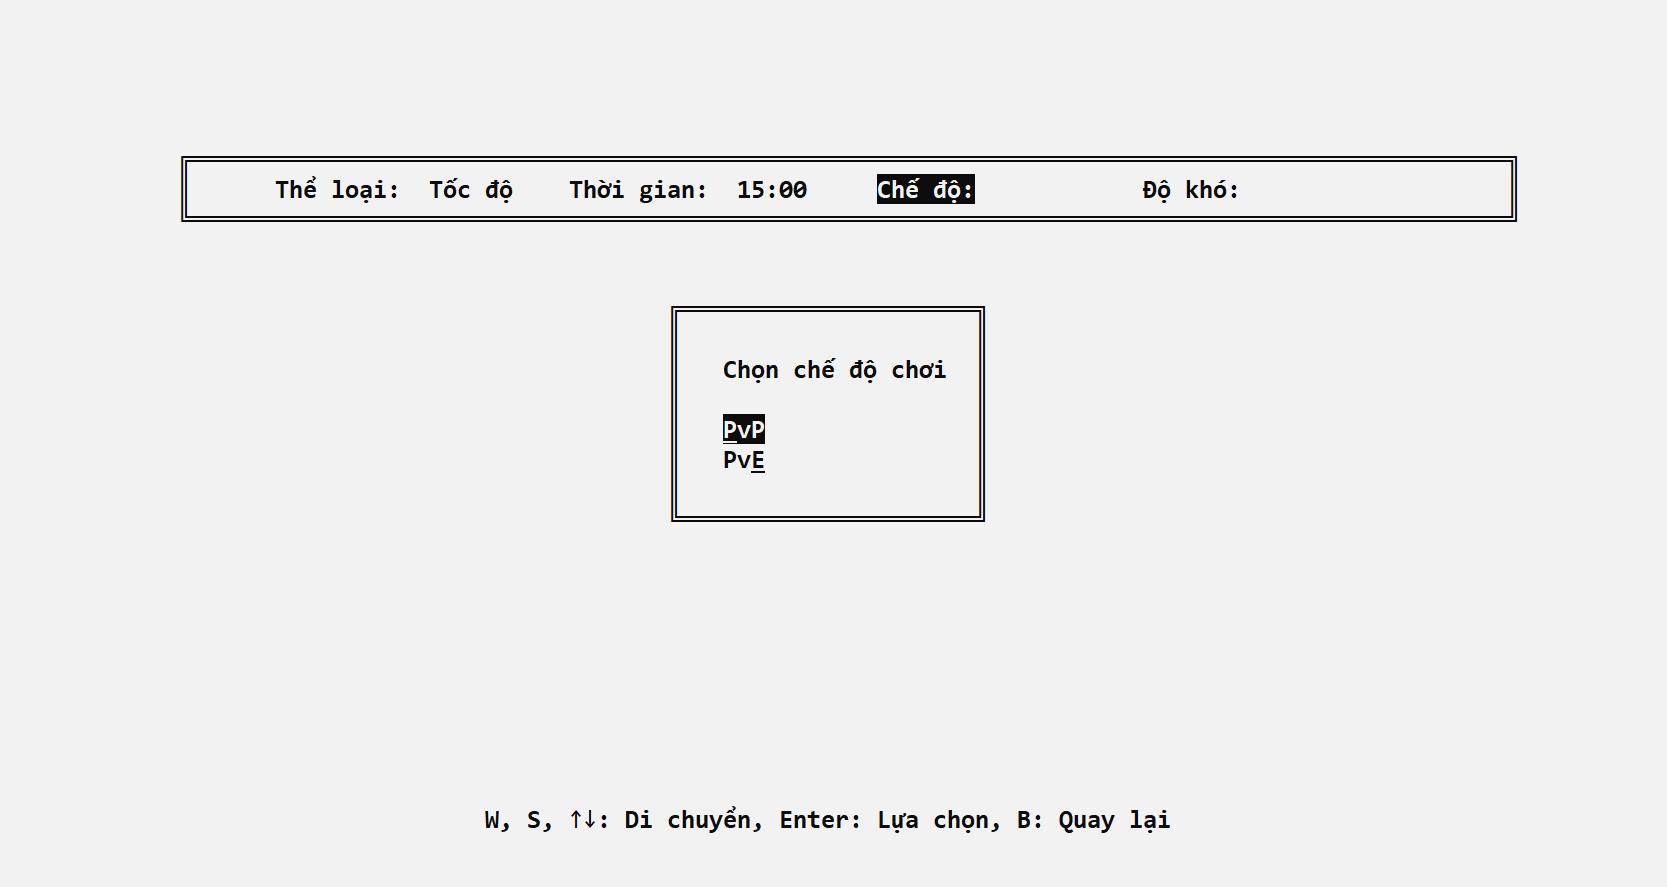 Thể loại: Tốc độ Thời gian: 15:00 Chế độ: Độ khó:
Chọn chế độ chơi
PvP
PvE
W, S, ↑↓: Di chuyển, Enter: Lựa chọn, B: Quay lại